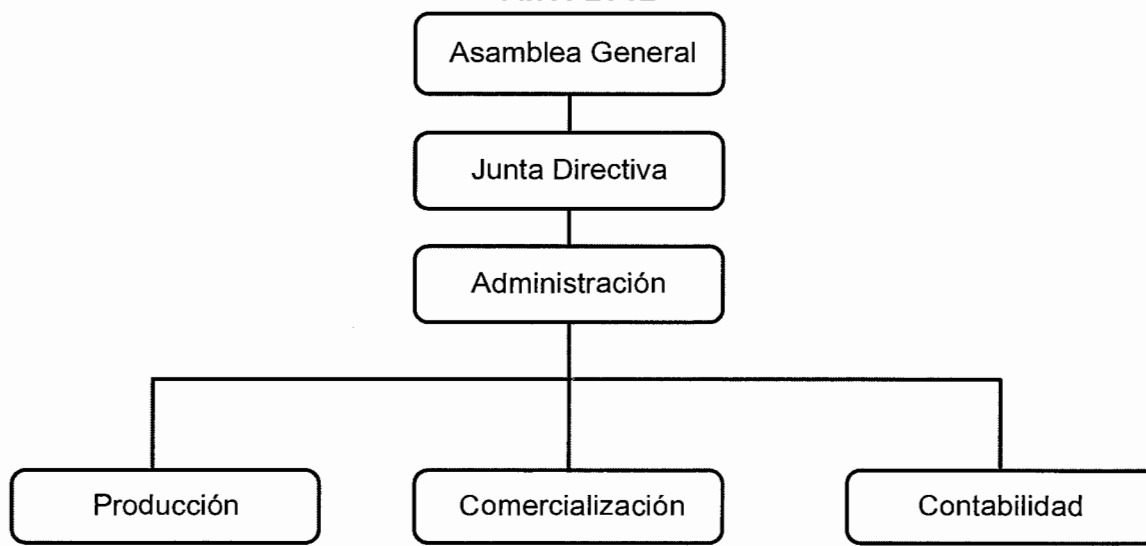 Asamblea General
Junta Directiva
Administración
Producción
Comercialización
Contabilidad